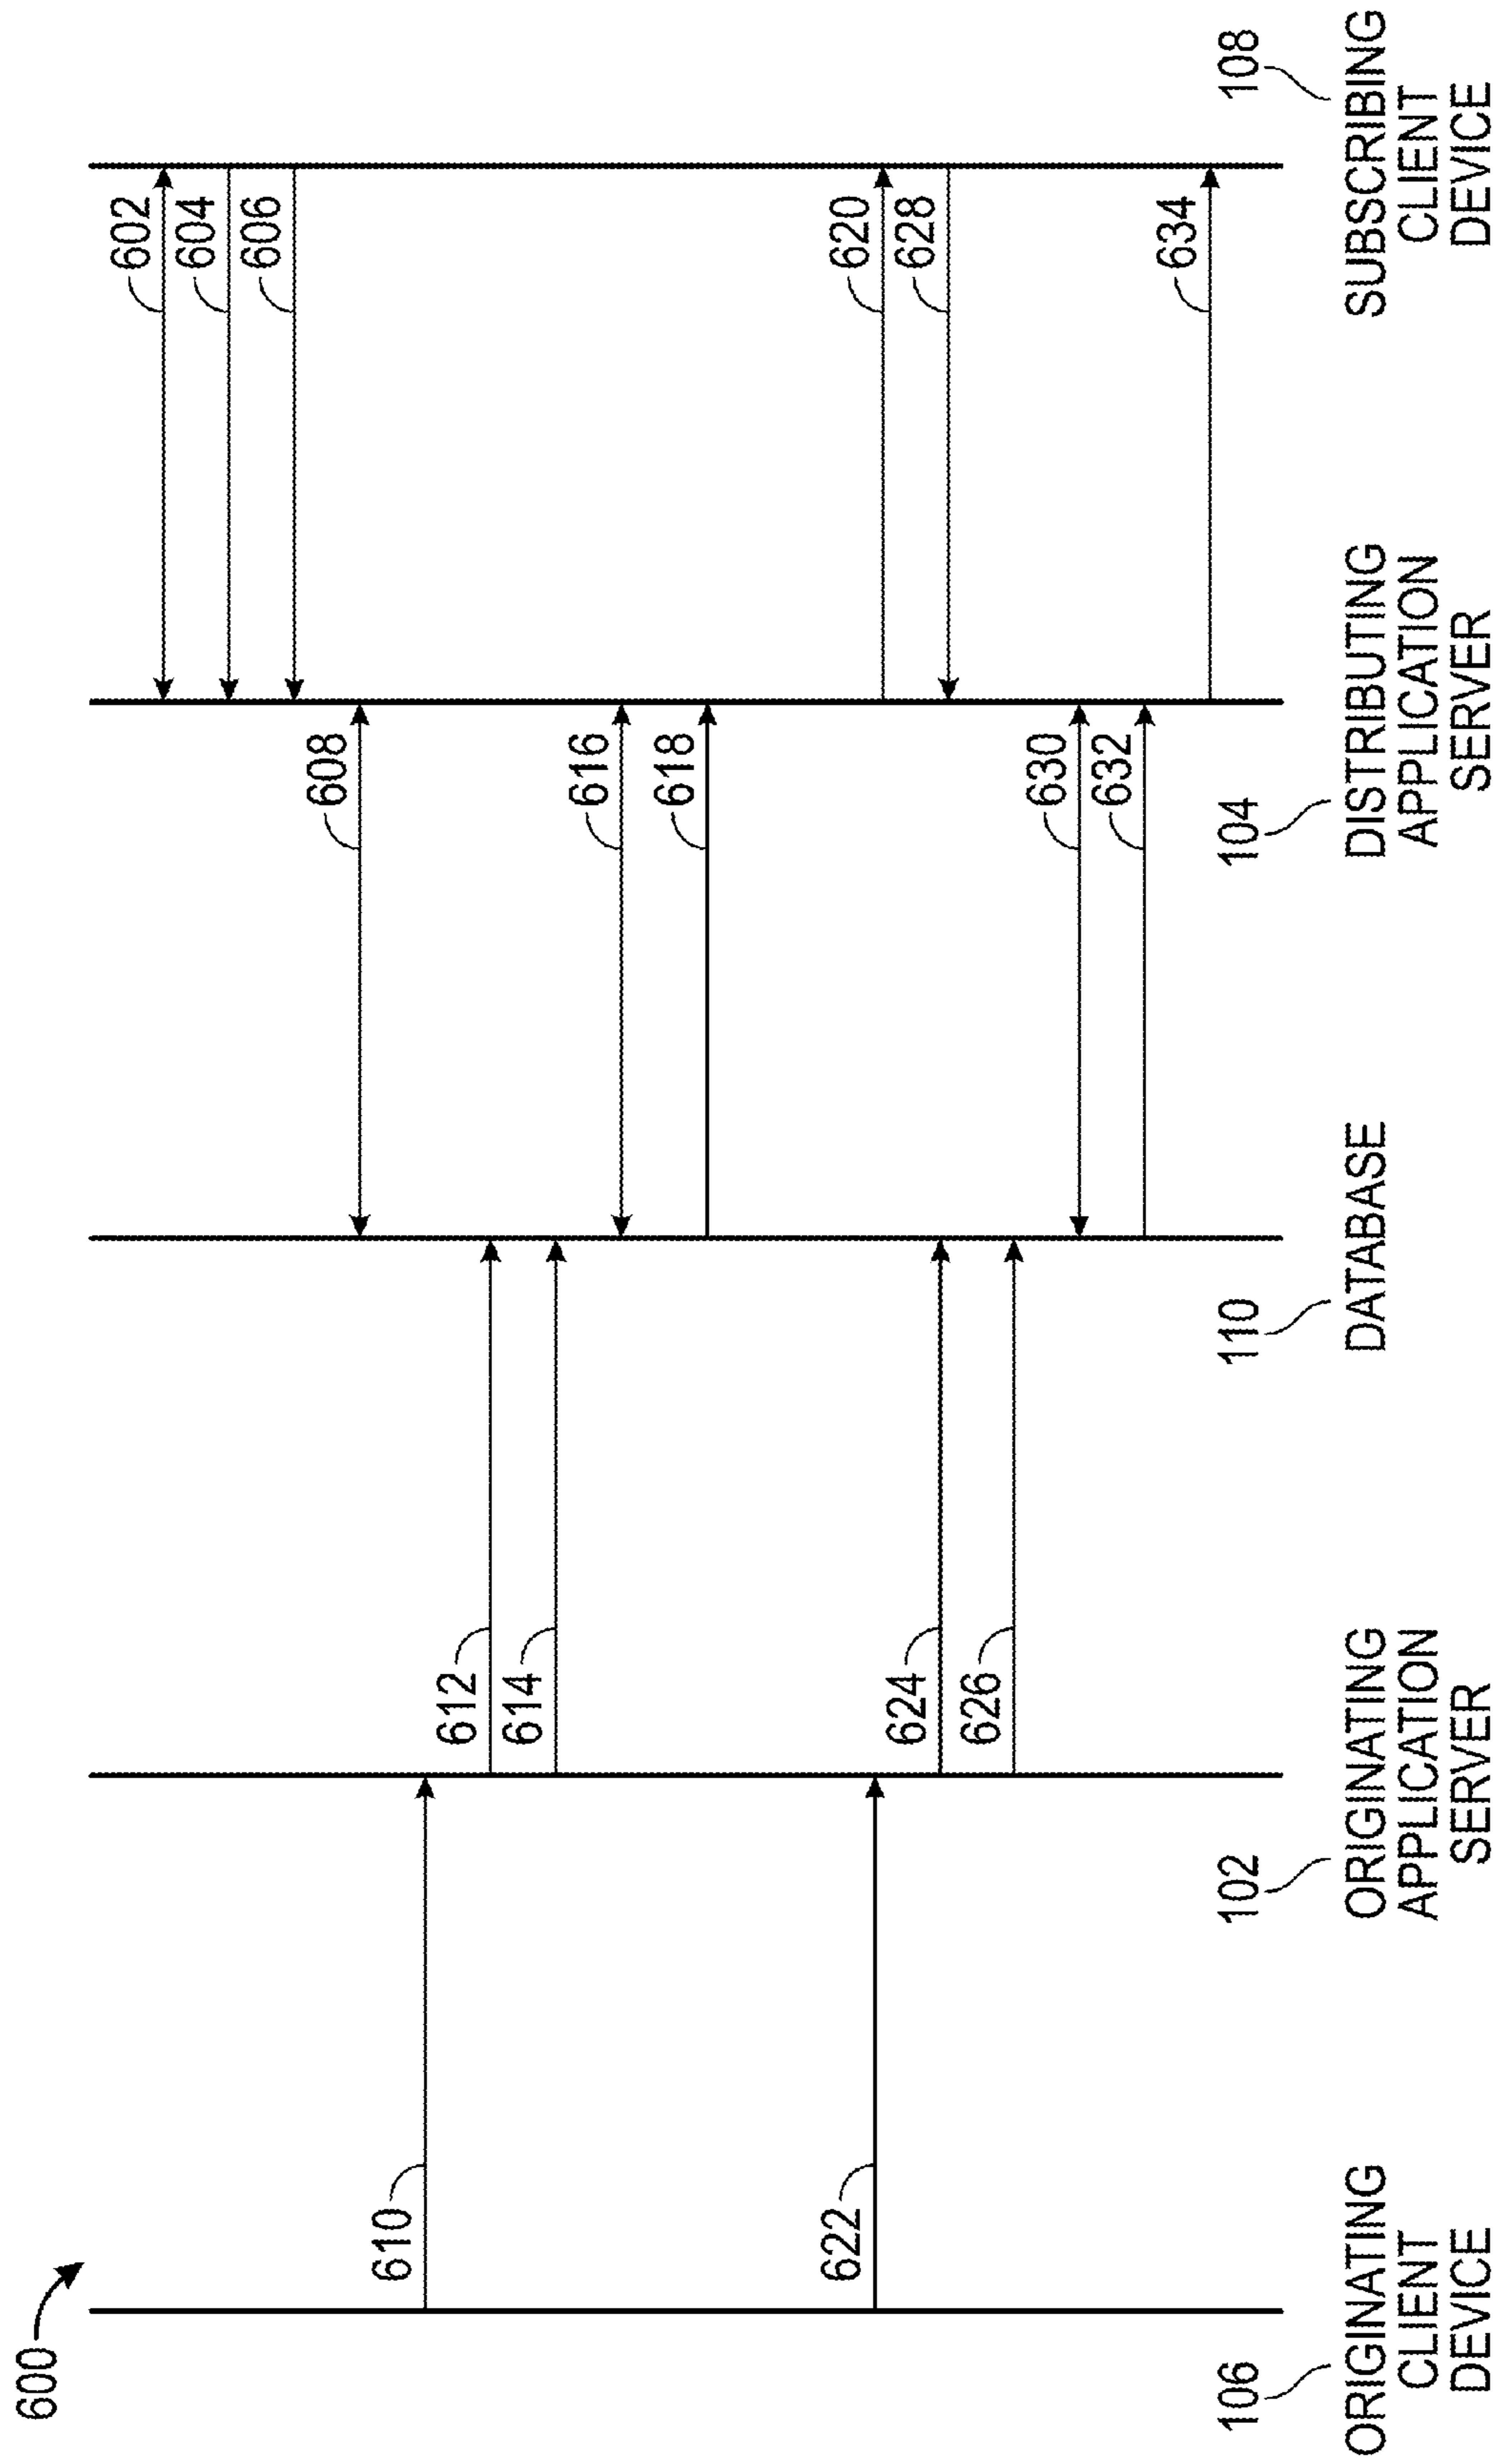 600
602
604
606
608
610
612
614
616
618
620
622
624
628
626
630
632
634
106
ORIGINATING
CLIENT
DEVICE
102
ORIGINATING
APPLICATION
SERVER
110
DATABASE
104
DISTRIBUTING
APPLICATION
SERVER
108
SUBSCRIBING
CLIENT
DEVICE